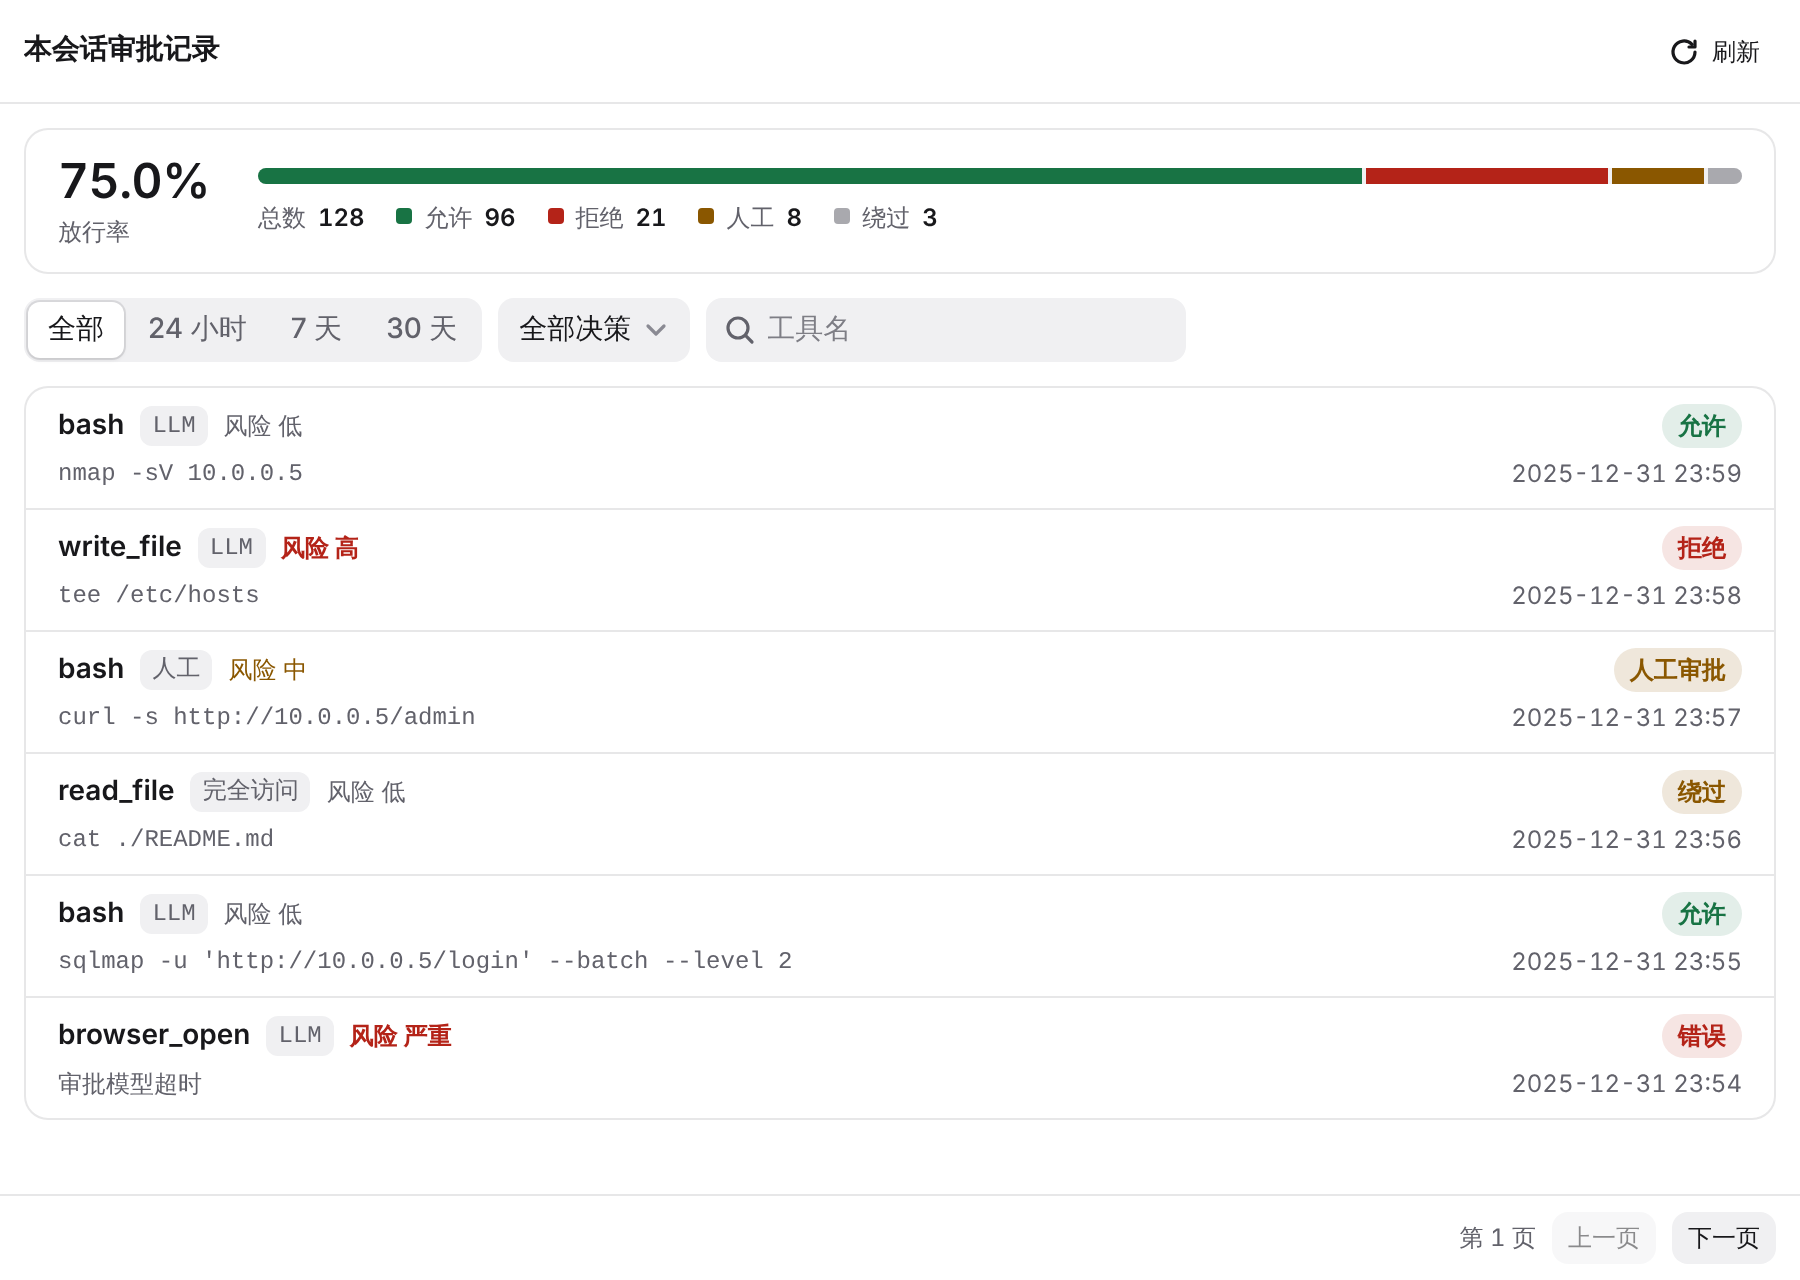 本会话审批记录
刷新
75.0%
放行率
总数 128 允许 96 拒绝 21 人工 8 绕过 3
全部 24 小时 7 天 30 天 全部决策 工具名
bash LLM 风险 低 允许
nmap -sV 10.0.0.5 2025-12-31 23:59
write_file LLM 风险 高 拒绝
tee /etc/hosts 2025-12-31 23:58
bash 人工 风险 中 人工审批
curl -s http://10.0.0.5/admin 2025-12-31 23:57
read_file 完全访问 风险 低 绕过
cat ./README.md 2025-12-31 23:56
bash LLM 风险 低 允许
sqlmap -u 'http://10.0.0.5/login' --batch --level 2 2025-12-31 23:55
browser_open LLM 风险 严重 错误
审批模型超时 2025-12-31 23:54
第 1 页 上一页 下一页